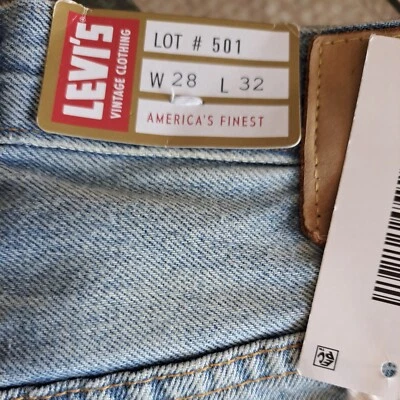 LEVI'S
VINTAGE CLOTHING
LOT # 501
W 28 L 32
AMERICA'S FINEST